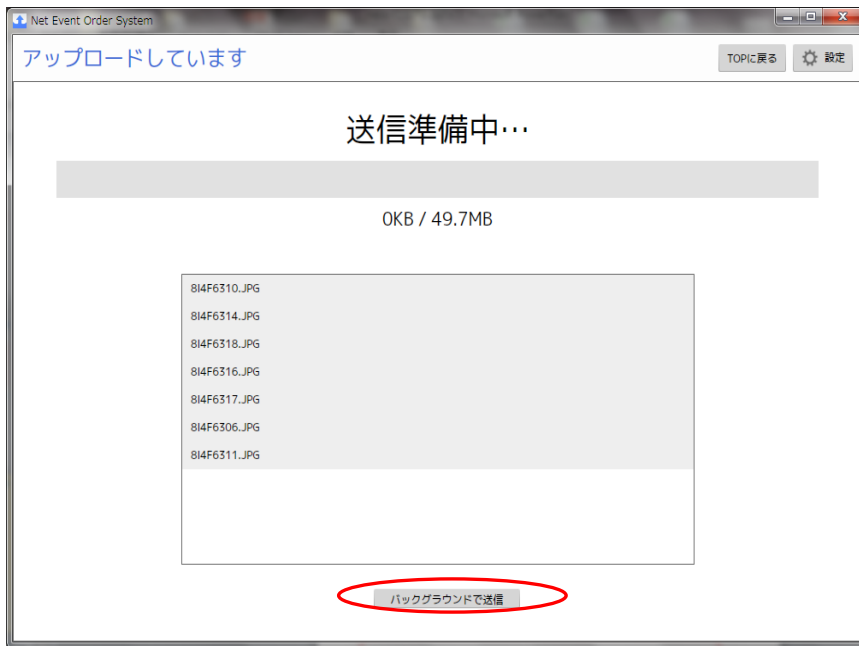 Net Event Order System
アップロードしています
TOPに戻る
設定
送信準備中…
0KB / 49.7MB
8I4F6310.JPG
8I4F6314.JPG
8I4F6318.JPG
8I4F6316.JPG
8I4F6317.JPG
8I4F6306.JPG
8I4F6311.JPG
バックグラウンドで送信